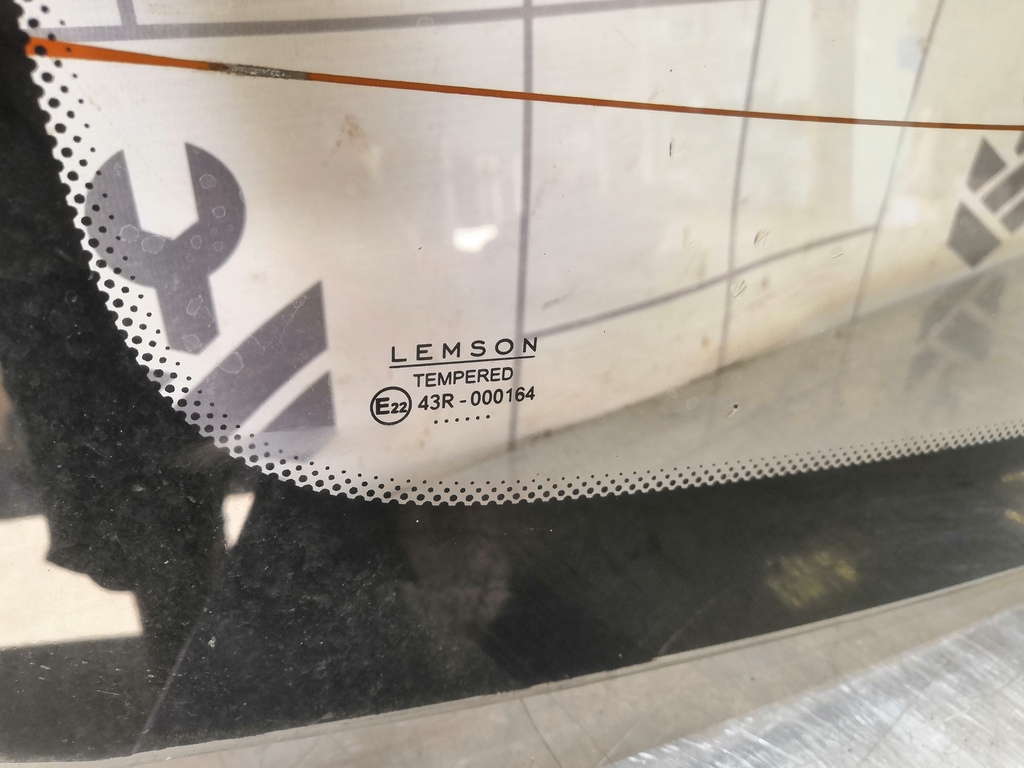 LEMSON
TEMPERED
E22 43R - 000164
......